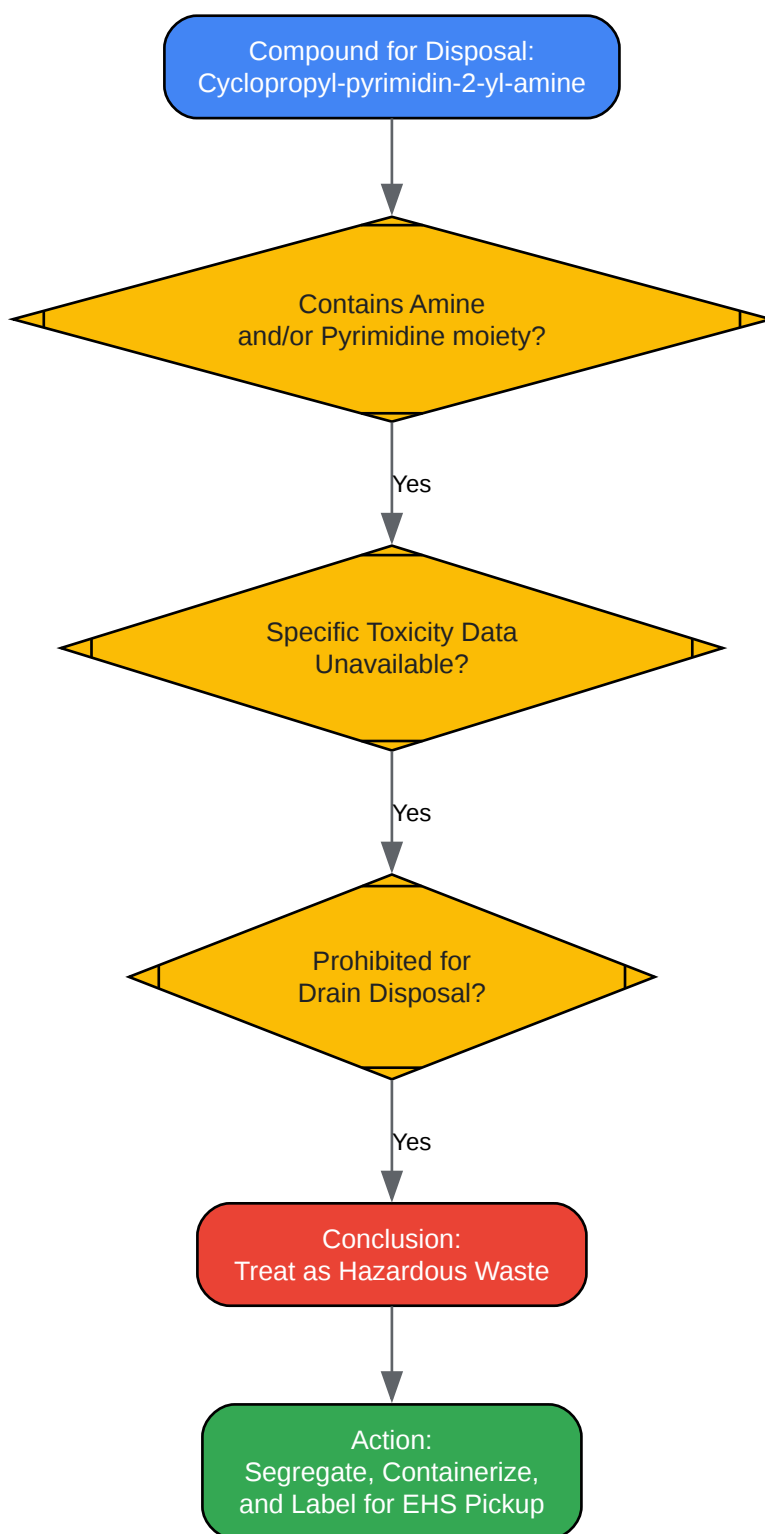 Compound for Disposal:
Cyclopropyl-pyrimidin-2-yl-amine
Contains Amine
and/or Pyrimidine moiety?
Yes
Specific Toxicity Data
Unavailable?
Yes
Prohibited for
Drain Disposal?
Yes
Conclusion:
Treat as Hazardous Waste
Action:
Segregate, Containerize,
and Label for EHS Pickup